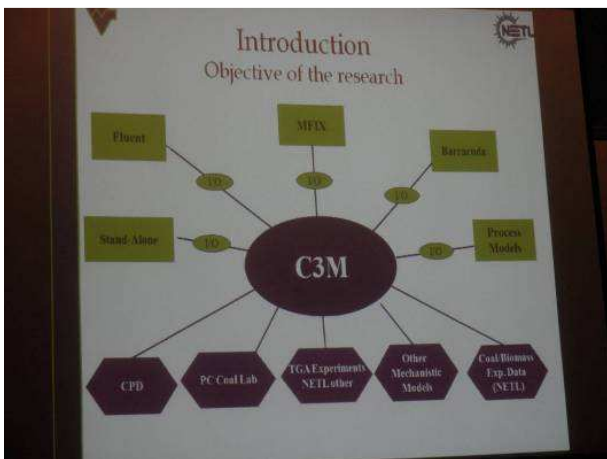 NETL
Introduction
Objective of the research
Fluent
MFIX
Barracuda
I/O
I/O
I/O
Stand-Alone
I/O
I/O
Process
Models
C3M
CPD
PC Coal Lab
TGA Experiments
NETL other
Other
Mechanistic
Models
Coal/Biomass
Exp. Data
(NETL)